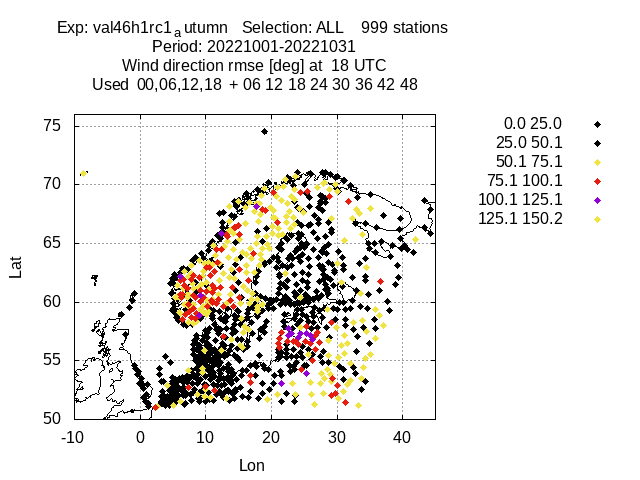 Exp: val46h1rc1ₐutumn Selection: ALL 999 stations
Period: 20221001-20221031
Wind direction rmse [deg] at 18 UTC
Used 00,06,12,18 + 06 12 18 24 30 36 42 48
0.0 25.0
25.0 50.1
50.1 75.1
75.1 100.1
100.1 125.1
125.1 150.2
75
70
65
60
55
50
Lat
-10 0 10 20 30 40
Lon